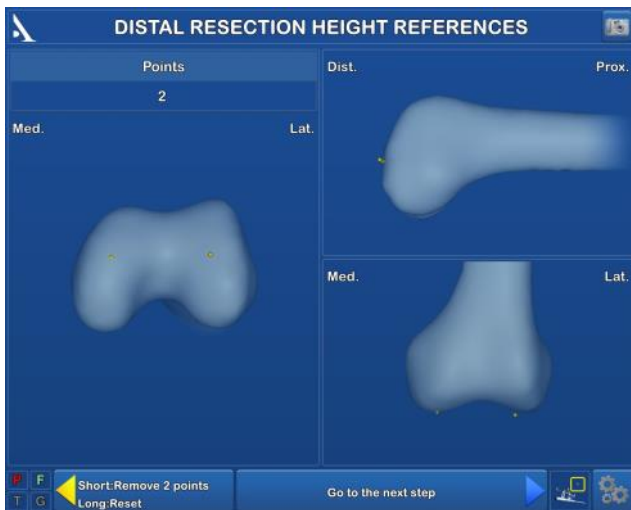 DISTAL RESECTION HEIGHT REFERENCES
Points
2
Med. Lat.
Dist. Prox.
Med. Lat.
P F
T G
Short:Remove 2 points
Long:Reset
Go to the next step